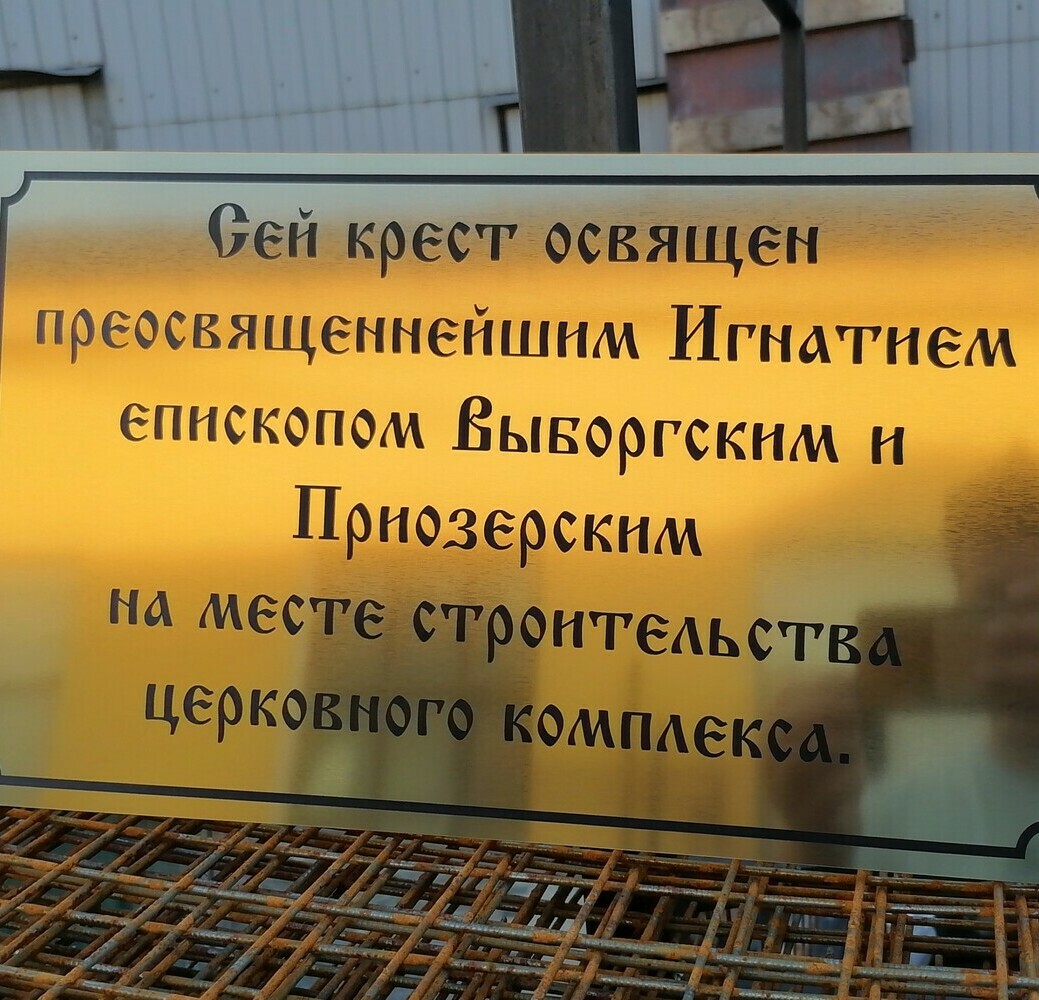 Сей крест освящен
преосвященнейшим Игнатием
епископом Выборгским и
Приозерским
на месте строительства
церковного комплекса.